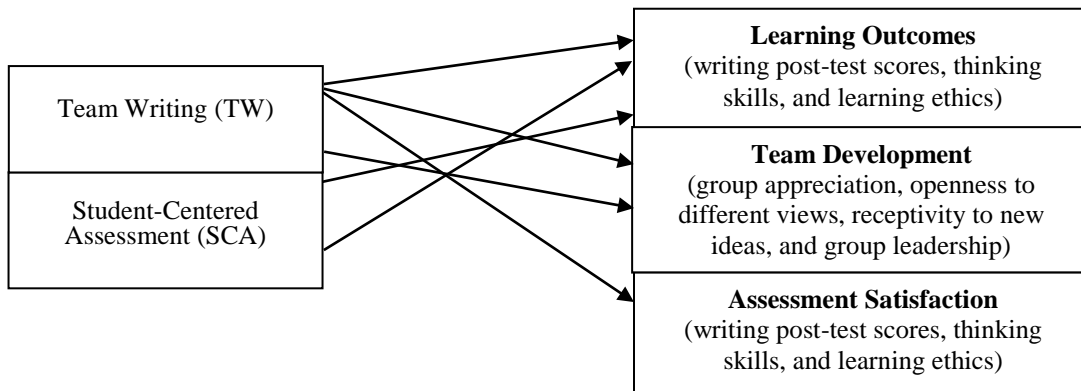 Team Writing (TW)
Student-Centered
Assessment (SCA)
Learning Outcomes
(writing post-test scores, thinking
skills, and learning ethics)
Team Development
(group appreciation, openness to
different views, receptivity to new
ideas, and group leadership)
Assessment Satisfaction
(writing post-test scores, thinking
skills, and learning ethics)